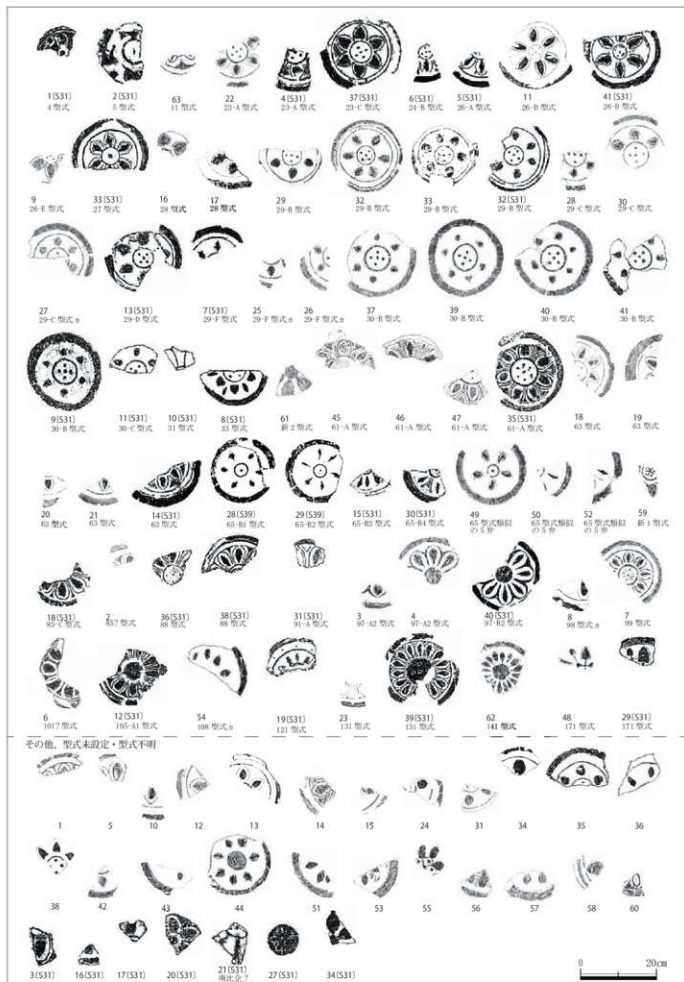 1(S31) 2(S31) 63 22 4(S31) 37(S31) 6(S31) 5(S31) 11 41(S31)
4型式 5型式 11型式 23-A型式 23-A型式 23-C型式 24-B型式 26-A型式 26-B型式 26-D型式
9 33(S31) 16 17 29 32 33 32(S31) 28 30
26-E型式 27型式 28型式 28型式 29-B型式 29-B型式 29-B型式 29-B型式 29-C型式 29-C型式
27 13(S31) 7(S31) 25 26 37 39 40 41
29-C型式ヵ 29-D型式 29-F型式 29-F型式ヵ 29-F型式ヵ 30-B型式 30-B型式 30-B型式 30-B型式
9(S31) 11(S31) 10(S31) 8(S31) 61 45 46 47 35(S31) 18 19
30-B型式 30-C型式 31型式 33型式 新2型式 61-A型式 61-A型式 61-A型式 61-A型式 63型式 63型式
20 21 14(S31) 28(S39) 29(S39) 15(S31) 30(S31) 49 50 52 59
63型式 63型式 63型式 65-B1型式 65-B2型式 65-B3型式 65-B4型式 65型式類似の5弁 65型式類似の5弁 65型式類似の5弁 新1型式
18(S31) 2 36(S31) 38(S31) 31(S31) 3 4 40(S31) 8 7
83-C型式 85?型式 88型式 88型式 91-A型式 97-A2型式 97-A2型式 97-B2型式 98型式ヵ 99型式
6 12(S31) 54 19(S31) 23 39(S31) 62 48 29(S31)
101?型式 105-A1型式 108型式ヵ 121型式 131型式 131型式 141型式 171型式 171型式
その他、型式未設定・型式不明
1 5 10 12 13 14 15 24 31 34 35 36
38 42 43 44 51 53 55 56 57 58 60
3(S31) 16(S31) 17(S31) 20(S31) 21(S31) 27(S31) 34(S31)
南比企?
0 20cm